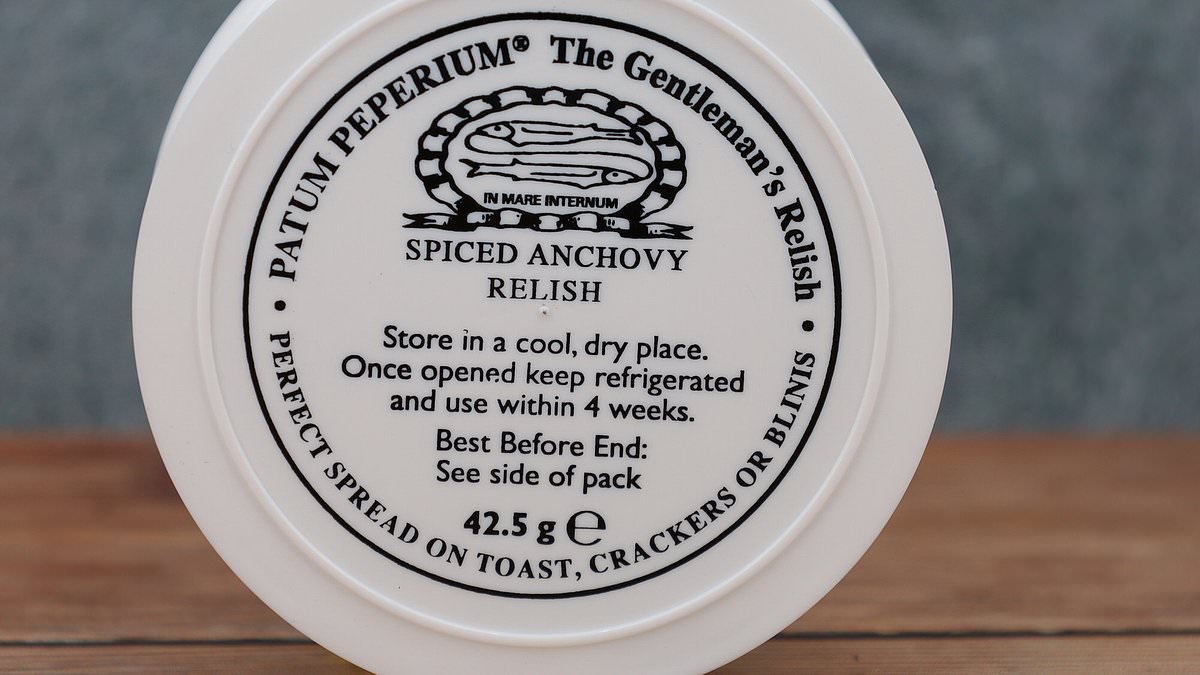 PATUM PEPERIUM® The Gentleman's Relish
IN MARE INTERNUM
SPICED ANCHOVY
RELISH
Store in a cool, dry place.
Once opened keep refrigerated
and use within 4 weeks.
Best Before End:
See side of pack
42.5 g ℮
• PERFECT SPREAD ON TOAST, CRACKERS OR BLINIS •